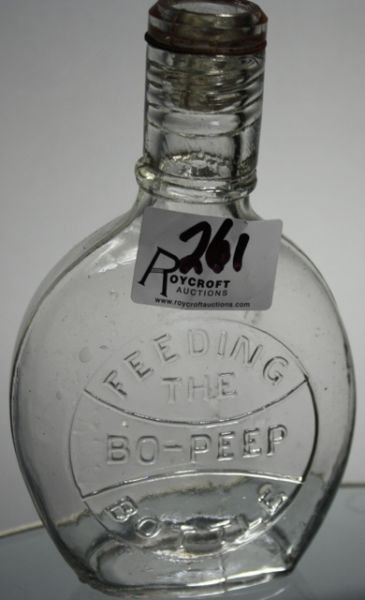 261
ROYCROFT
AUCTIONS
www.roycroftauctions.com
FEEDING
THE
BO-PEEP
BOTTLE